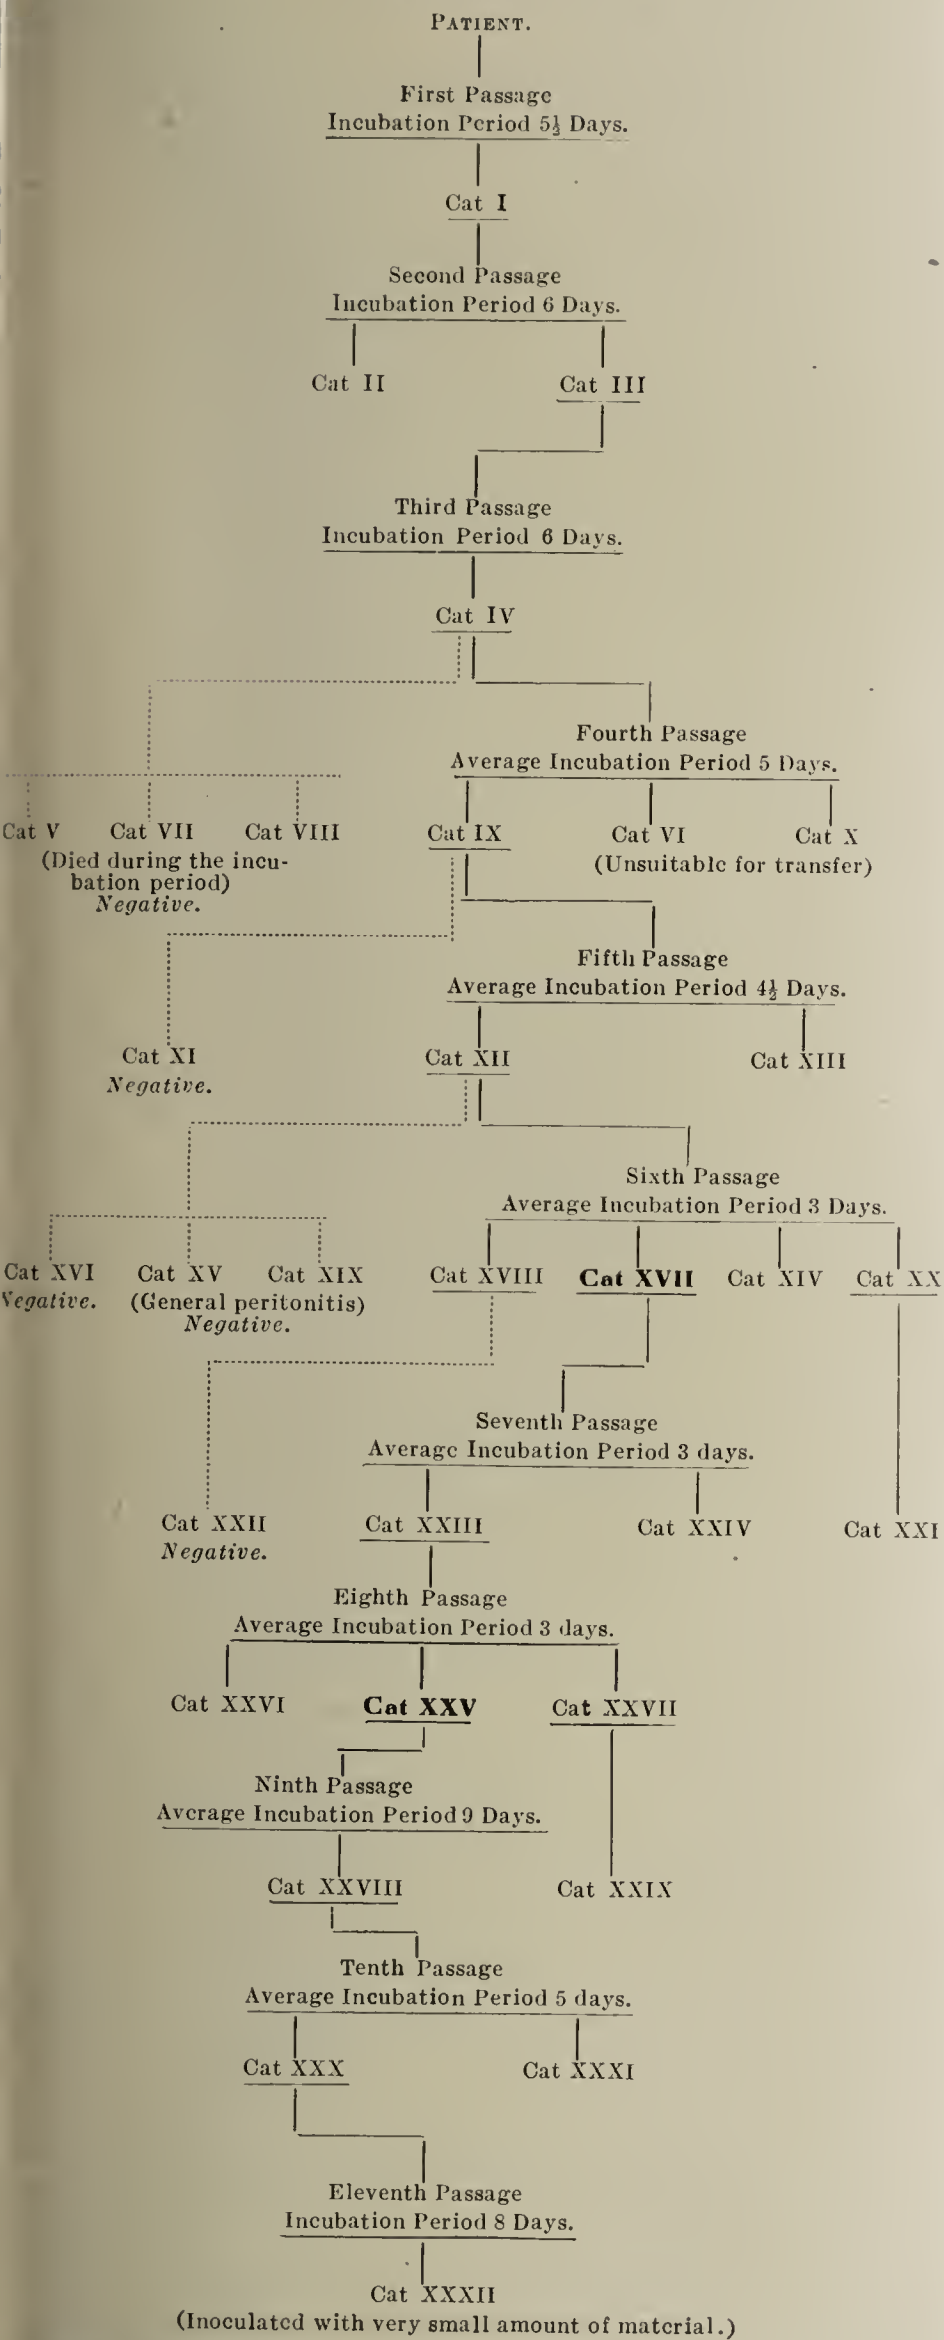 PATIENT.
First Passage
Incubation Period 5½ Days.
Cat I
Second Passage
Incubation Period 6 Days.
Cat II Cat III
Third Passage
Incubation Period 6 Days.
Cat IV
Fourth Passage
Average Incubation Period 5 Days.
Cat V Cat VII Cat VIII Cat IX Cat VI Cat X
(Died during the incu-
bation period)
Negative.
(Unsuitable for transfer)
Fifth Passage
Average Incubation Period 4½ Days.
Cat XI Cat XII Cat XIII
Negative.
Sixth Passage
Average Incubation Period 3 Days.
Cat XVI Cat XV Cat XIX Cat XVIII Cat XVII Cat XIV Cat XX
Negative. (General peritonitis)
Negative.
Seventh Passage
Average Incubation Period 3 days.
Cat XXII Cat XXIII Cat XXIV Cat XXI
Negative.
Eighth Passage
Average Incubation Period 3 days.
Cat XXVI Cat XXV Cat XXVII
Ninth Passage
Average Incubation Period 9 Days.
Cat XXVIII Cat XXIX
Tenth Passage
Average Incubation Period 5 days.
Cat XXX Cat XXXI
Eleventh Passage
Incubation Period 8 Days.
Cat XXXII
(Inoculated with very small amount of material.)